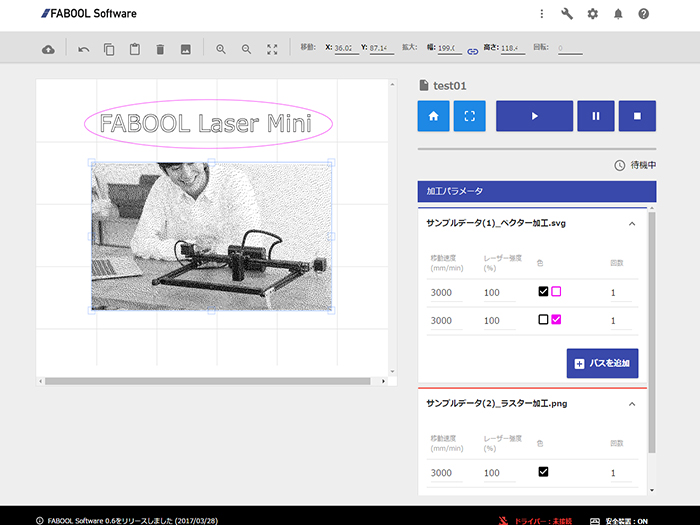 FABOOL Software
移動: X: 36.02 Y: 87.14 拡大: 幅: 199.0 高さ: 118.4 回転: 0
test01
FABOOL Laser Mini
待機中
加工パラメータ
サンプルデータ(1)_ベクター加工.svg
移動速度 (mm/min) レーザー強度 (%) 色 回数
3000 100 1
3000 100 1
パスを追加
サンプルデータ(2)_ラスター加工.png
移動速度 (mm/min) レーザー強度 (%) 色 回数
3000 100 1
FABOOL Software 0.6をリリースしました (2017/03/28) ドライバー：未接続 安全装置：ON